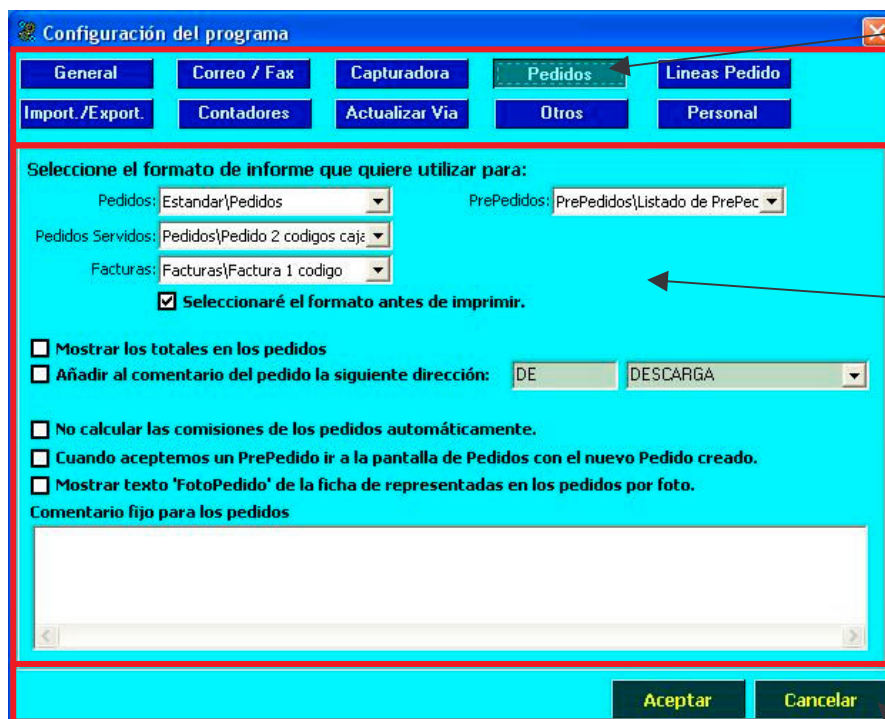 Configuración del programa
General Correo / Fax Capturadora Pedidos Lineas Pedido
Import./Export. Contadores Actualizar Via Otros Personal
Seleccione el formato de informe que quiere utilizar para:
Pedidos: Estandar\Pedidos PrePedidos: PrePedidos\Listado de PrePec
Pedidos Servidos: Pedidos\Pedido 2 codigos caja
Facturas: Facturas\Factura 1 codigo
Seleccionaré el formato antes de imprimir.
Mostrar los totales en los pedidos
Añadir al comentario del pedido la siguiente dirección: DE DESCARGA
No calcular las comisiones de los pedidos automáticamente.
Cuando aceptemos un PrePedido ir a la pantalla de Pedidos con el nuevo Pedido creado.
Mostrar texto 'FotoPedido' de la ficha de representadas en los pedidos por foto.
Comentario fijo para los pedidos
Aceptar Cancelar